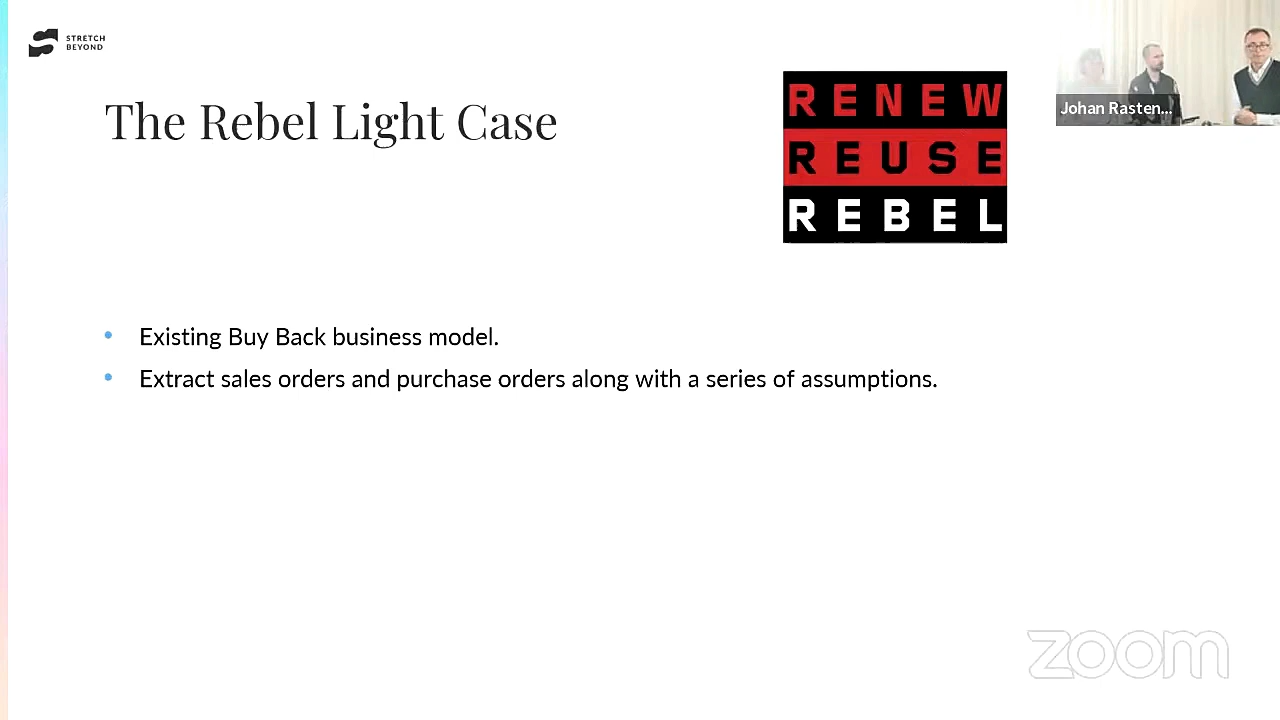 STRETCH
BEYOND
The Rebel Light Case
RENEW
REUSE
REBEL
Johan Rasten...
• Existing Buy Back business model.
• Extract sales orders and purchase orders along with a series of assumptions.
zoom